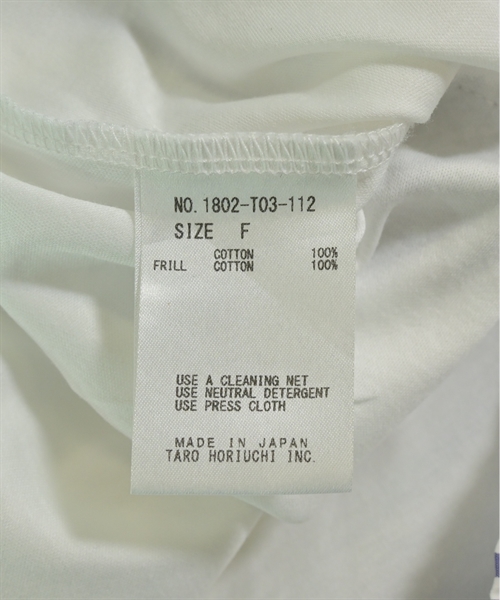 NO. 1802-T03-112
SIZE F
COTTON 100%
FRILL COTTON 100%
USE A CLEANING NET
USE NEUTRAL DETERGENT
USE PRESS CLOTH
MADE IN JAPAN
TARO HORIUCHI INC.